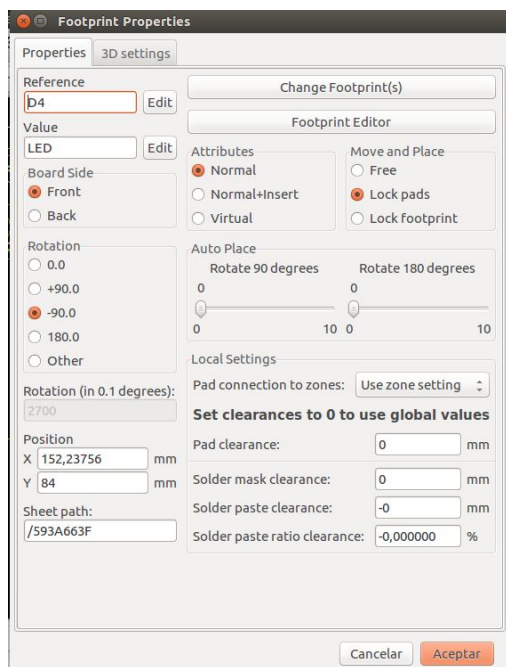 Footprint Properties
Properties 3D settings
Reference
D4 Edit
Value
LED Edit
Board Side
Front
Back
Rotation
0.0
+90.0
-90.0
180.0
Other
Rotation (in 0.1 degrees):
2700
Position
X 152,23756 mm
Y 84 mm
Sheet path:
/593A663F
Change Footprint(s)
Footprint Editor
Attributes
Normal
Normal+Insert
Virtual
Move and Place
Free
Lock pads
Lock footprint
Auto Place
Rotate 90 degrees Rotate 180 degrees
0 0
0 10 0 10
Local Settings
Pad connection to zones: Use zone setting
Set clearances to 0 to use global values
Pad clearance: 0 mm
Solder mask clearance: 0 mm
Solder paste clearance: -0 mm
Solder paste ratio clearance: -0,000000 %
Cancelar Aceptar